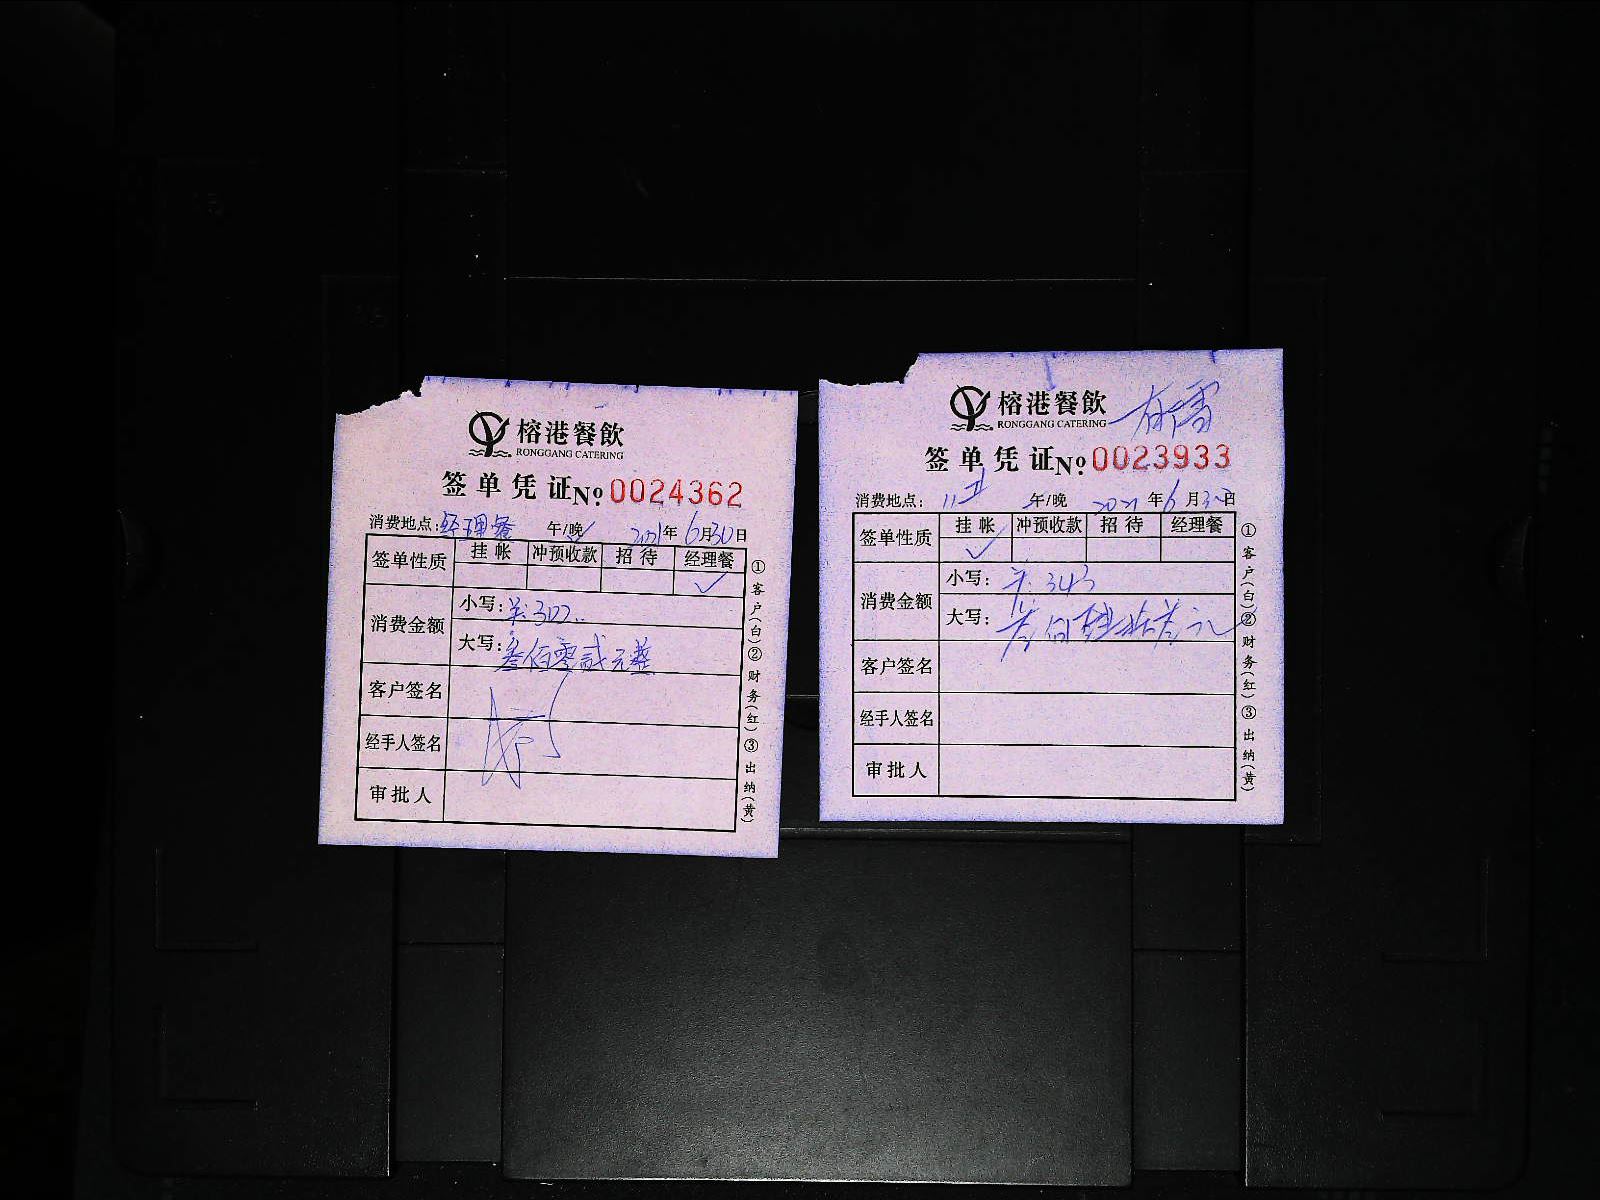 榕港餐飲
RONGGANG CATERING
签单凭证№0024362
消费地点:经理餐 午/晚✓ 2021年6月30日
签单性质 挂帐 冲预收款 招待 经理餐
✓
消费金额 小写:羊:302..
大写:叁佰零贰元整
客户签名
经手人签名
审批人
①客户(白)②财务(红)③出纳(黄)
榕港餐飲
RONGGANG CATERING
签单凭证№0023933
消费地点: 午/晚 2021年6月30日
签单性质 挂帐 冲预收款 招待 经理餐
✓
消费金额 小写:羊:343
大写:
客户签名
经手人签名
审批人
①客户(白)②财务(红)③出纳(黄)